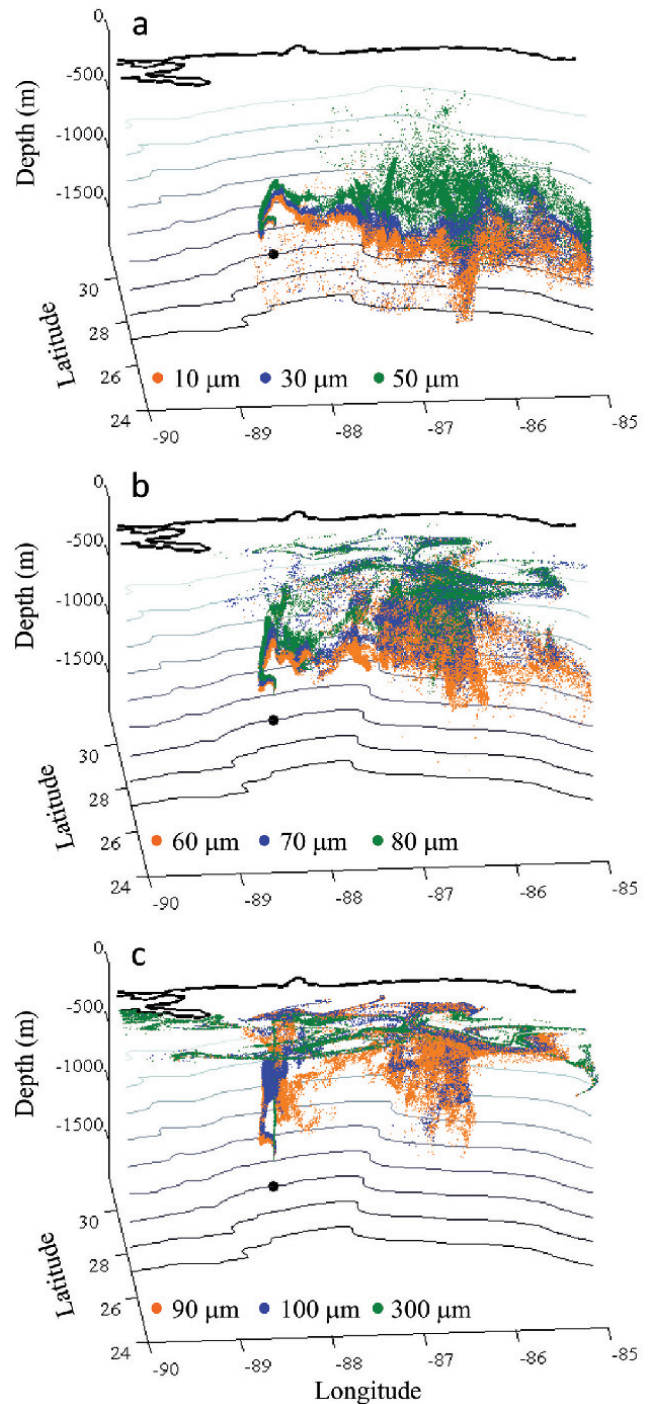 a
0
-500
-1000
-1500
Depth (m)
30
28
26
24
Latitude
10 μm 30 μm 50 μm
-90 -89 -88 -87 -86 -85
b
0
-500
-1000
-1500
Depth (m)
30
28
26
24
Latitude
60 μm 70 μm 80 μm
-90 -89 -88 -87 -86 -85
c
0
-500
-1000
-1500
Depth (m)
30
28
26
24
Latitude
90 μm 100 μm 300 μm
-90 -89 -88 -87 -86 -85
Longitude